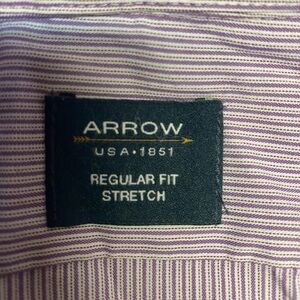 ARROW
USA•1851
REGULAR FIT
STRETCH